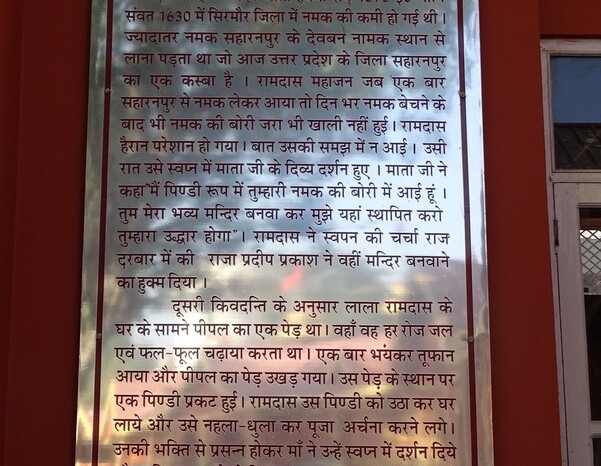 संवत 1630 में सिरमौर जिला में नमक की कमी हो गई थी ।
ज्यादातर नमक सहारनपुर के देवबन नामक स्थान से
लाना पड़ता था जो आज उत्तर प्रदेश के जिला सहारनपुर
का एक कस्बा है । रामदास महाजन जब एक बार
सहारनपुर से नमक लेकर आया तो दिन भर नमक बेचने के
बाद भी नमक की बोरी जरा भी खाली नहीं हुई । रामदास
हैरान परेशान हो गया । बात उसकी समझ में न आई । उसी
रात उसे स्वप्न में माता जी के दिव्य दर्शन हुए । माता जी ने
कहा"मैं पिण्डी रूप में तुम्हारी नमक की बोरी में आई हूं ।
तुम मेरा भव्य मन्दिर बनवा कर मुझे यहां स्थापित करो
तुम्हारा उद्धार होगा" । रामदास ने स्वपन की चर्चा राज
दरबार में की राजा प्रदीप प्रकाश ने वहीं मन्दिर बनवाने
का हुक्म दिया ।
दूसरी किवदन्ति के अनुसार लाला रामदास के
घर के सामने पीपल का एक पेड़ था । वहाँ वह हर रोज जल
एवं फल-फूल चढ़ाया करता था । एक बार भयंकर तूफान
आया और पीपल का पेड़ उखड़ गया । उस पेड़ के स्थान पर
एक पिण्डी प्रकट हुई । रामदास उस पिण्डी को उठा कर घर
लाये और उसे नहला-धुला कर पूजा अर्चना करने लगे ।
उनकी भक्ति से प्रसन्न होकर माँ ने उन्हें स्वप्न में दर्शन दिये